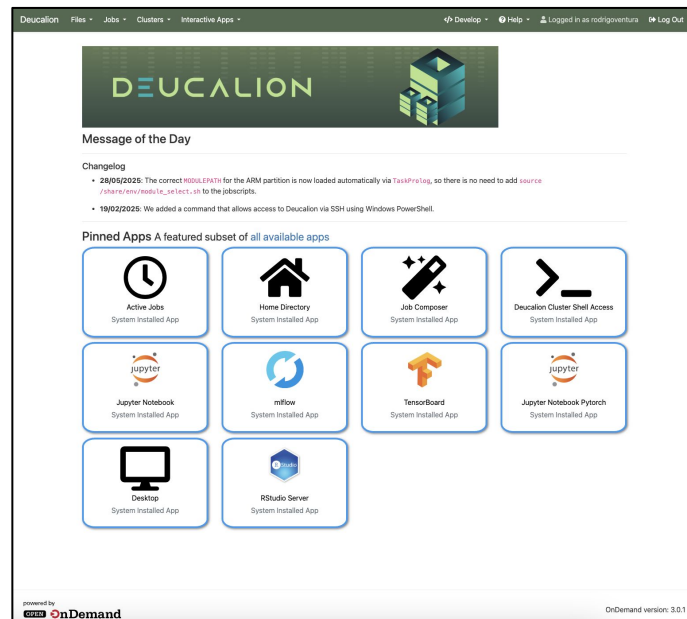 Deucalion Files Jobs Clusters Interactive Apps </> Develop Help Logged in as rodrigoventura Log Out
DEUCALION
Message of the Day
Changelog
• 28/05/2025: The correct MODULEPATH for the ARM partition is now loaded automatically via TaskProlog, so there is no need to add source
/share/env/module_select.sh to the jobscripts.
• 19/02/2025: We added a command that allows access to Deucalion via SSH using Windows PowerShell.
Pinned Apps A featured subset of all available apps
Active Jobs Home Directory Job Composer Deucalion Cluster Shell Access
System Installed App System Installed App System Installed App System Installed App
jupyter jupyter
Jupyter Notebook mlflow TensorBoard Jupyter Notebook Pytorch
System Installed App System Installed App System Installed App System Installed App
R Studio
Desktop RStudio Server
System Installed App System Installed App
powered by
OPEN OnDemand OnDemand version: 3.0.1